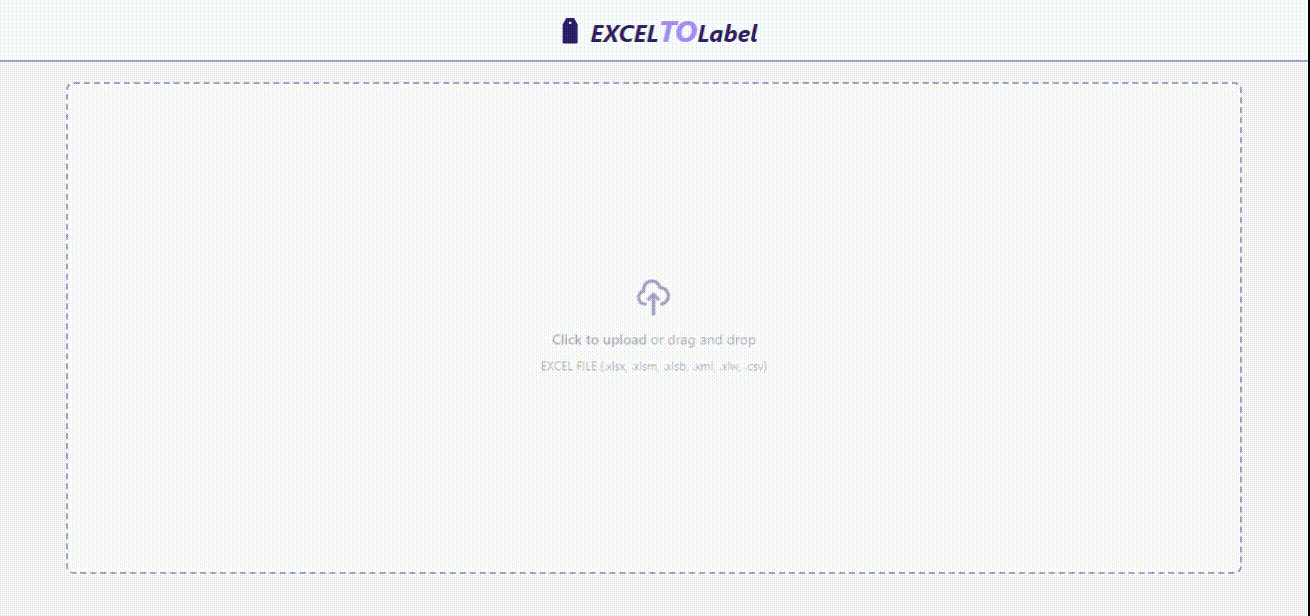 EXCELTOLabel
Click to upload or drag and drop
EXCEL FILE (.xlsx, .xlsm, .xlsb, .xml, .xlw, .csv)